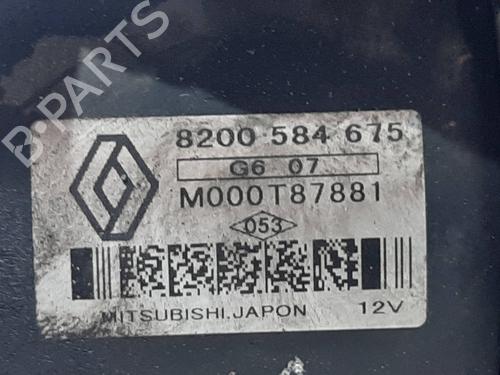 B-PARTS
8200 584 675
G6 07
M000T87881
053
MITSUBISHI.JAPON 12V